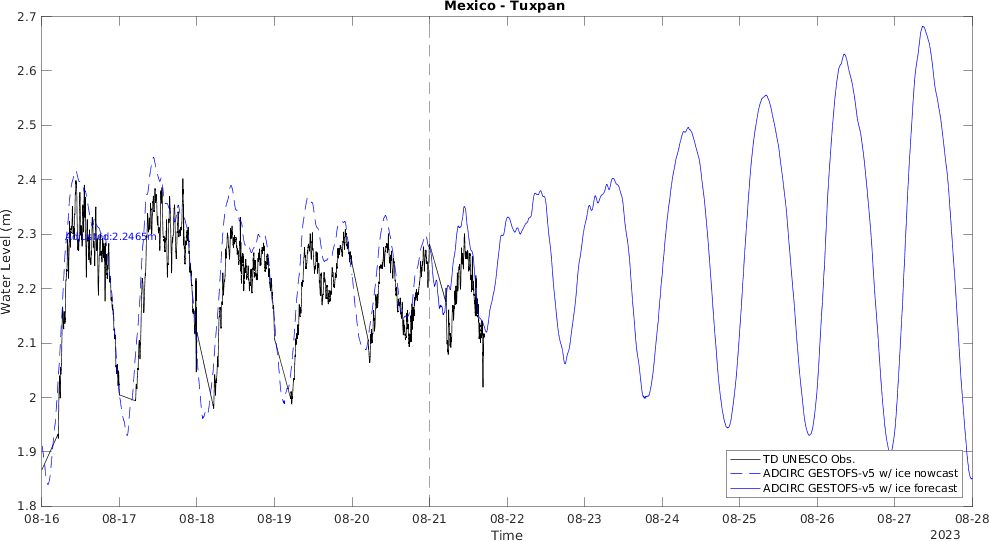 Mexico - Tuxpan
2.7
2.6
2.5
2.4
2.3
2.2
2.1
2
1.9
1.8
Water Level (m)
:2.2465m
TD UNESCO Obs.
ADCIRC GESTOFS-v5 w/ ice nowcast
ADCIRC GESTOFS-v5 w/ ice forecast
08-16 08-17 08-18 08-19 08-20 08-21 08-22 08-23 08-24 08-25 08-26 08-27 08-28
Time
2023